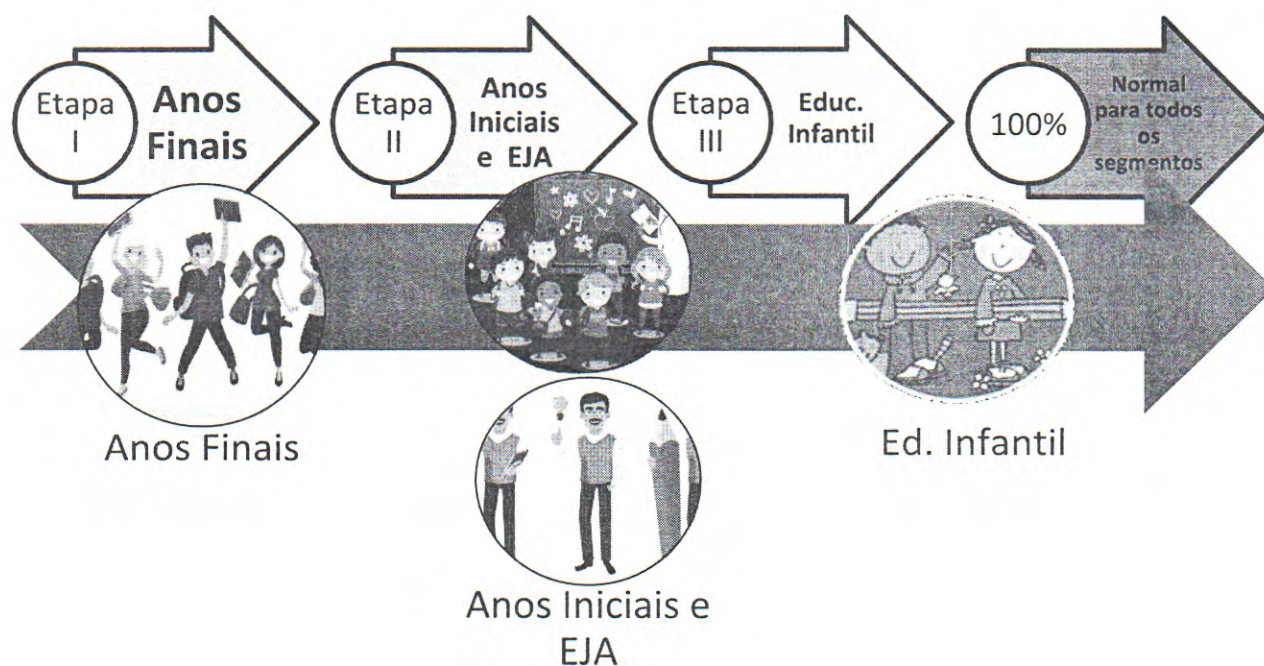 Etapa
I
Anos
Finais
Etapa
II
Anos
Iniciais
e EJA
Etapa
III
Educ.
Infantil
100%
Normal
para todos
os
segmentos
Anos Finais
Anos Iniciais e
EJA
Ed. Infantil